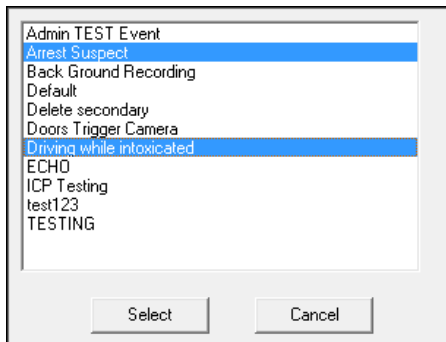 Admin TEST Event
Arrest Suspect
Back Ground Recording
Default
Delete secondary
Doors Trigger Camera
Driving while intoxicated
ECHO
ICP Testing
test123
TESTING
Select Cancel